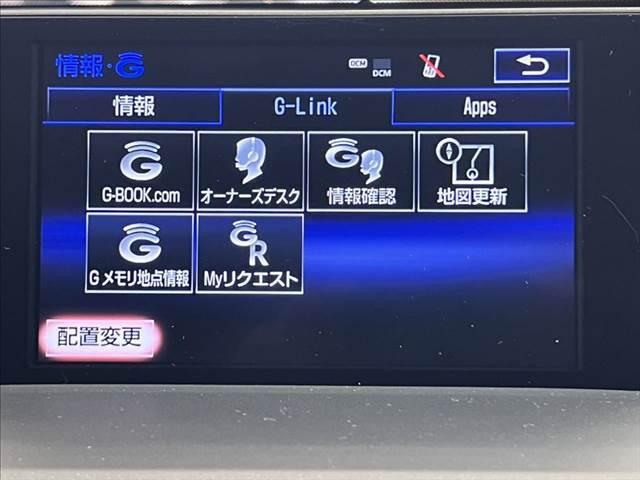 情報・G
DCM
DCM
情報
G-Link
Apps
G-BOOK.com
オーナーズデスク
情報確認
地図更新
G メモリ地点情報
Myリクエスト
配置変更